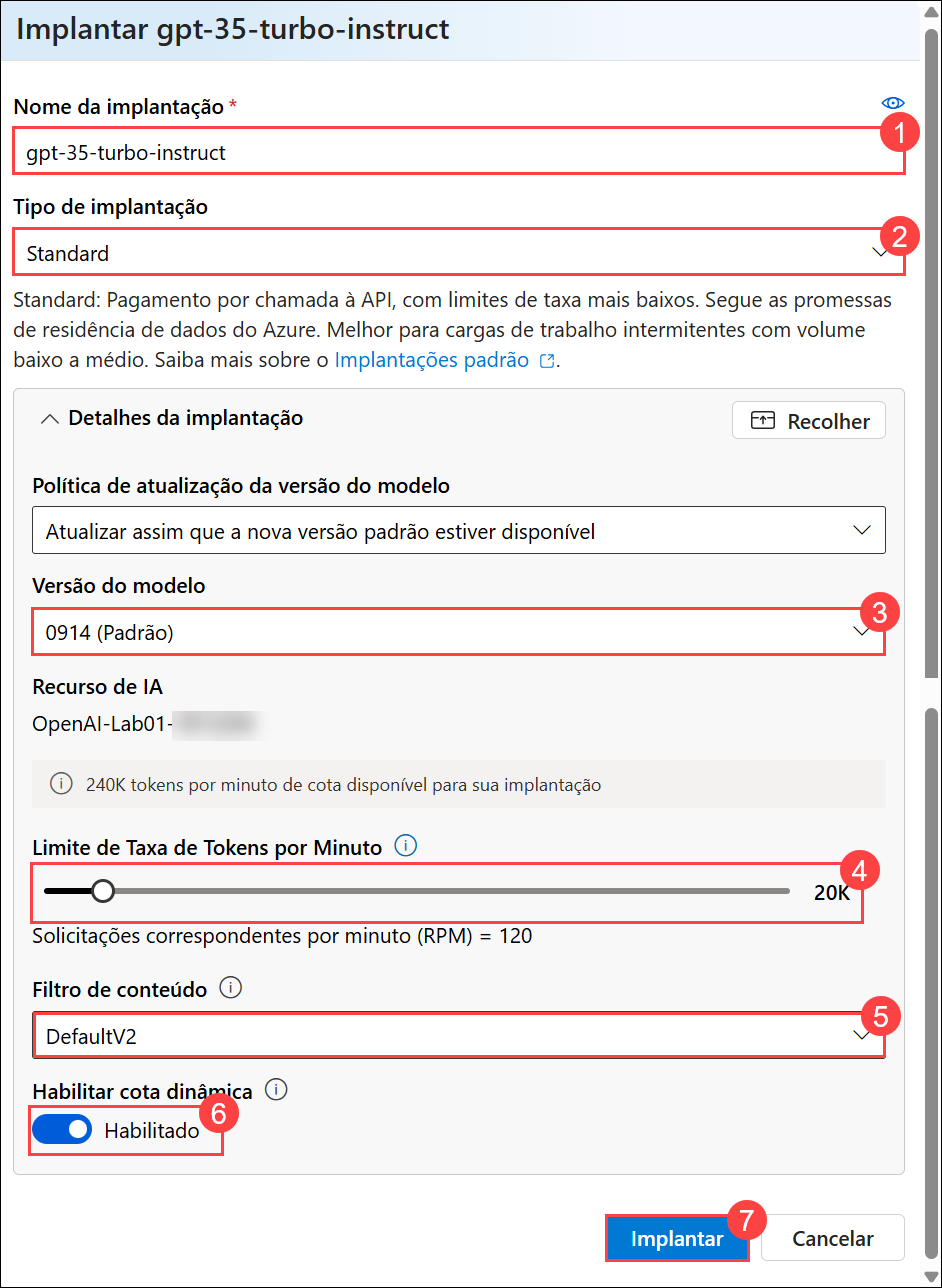 Implantar gpt-35-turbo-instruct
Nome da implantação *
1
gpt-35-turbo-instruct
Tipo de implantação
2
Standard
Standard: Pagamento por chamada à API, com limites de taxa mais baixos. Segue as promessas
de residência de dados do Azure. Melhor para cargas de trabalho intermitentes com volume
baixo a médio. Saiba mais sobre o Implantações padrão .
Detalhes da implantação
Recolher
Política de atualização da versão do modelo
Atualizar assim que a nova versão padrão estiver disponível
Versão do modelo
3
0914 (Padrão)
Recurso de IA
OpenAI-Lab01-
240K tokens por minuto de cota disponível para sua implantação
Limite de Taxa de Tokens por Minuto
4
20K
Solicitações correspondentes por minuto (RPM) = 120
Filtro de conteúdo
5
DefaultV2
Habilitar cota dinâmica
6
Habilitado
7
Implantar
Cancelar